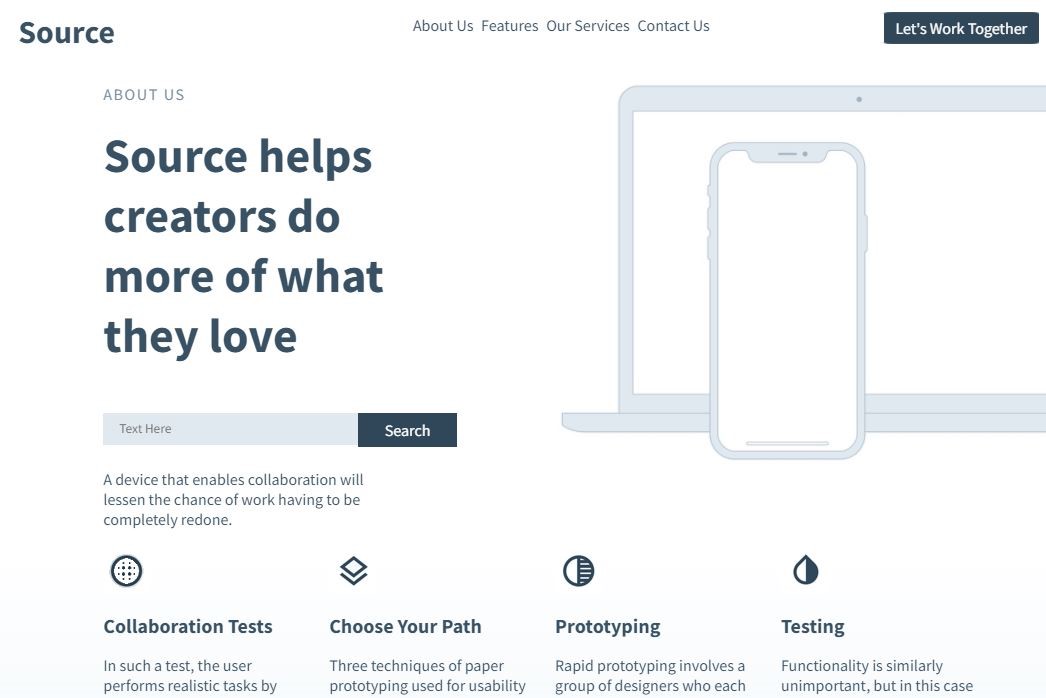 Source
About Us Features Our Services Contact Us
Let's Work Together
ABOUT US
Source helps
creators do
more of what
they love
Text Here
Search
A device that enables collaboration will
lessen the chance of work having to be
completely redone.
Collaboration Tests
In such a test, the user
performs realistic tasks by
Choose Your Path
Three techniques of paper
prototyping used for usability
Prototyping
Rapid prototyping involves a
group of designers who each
Testing
Functionality is similarly
unimportant, but in this case